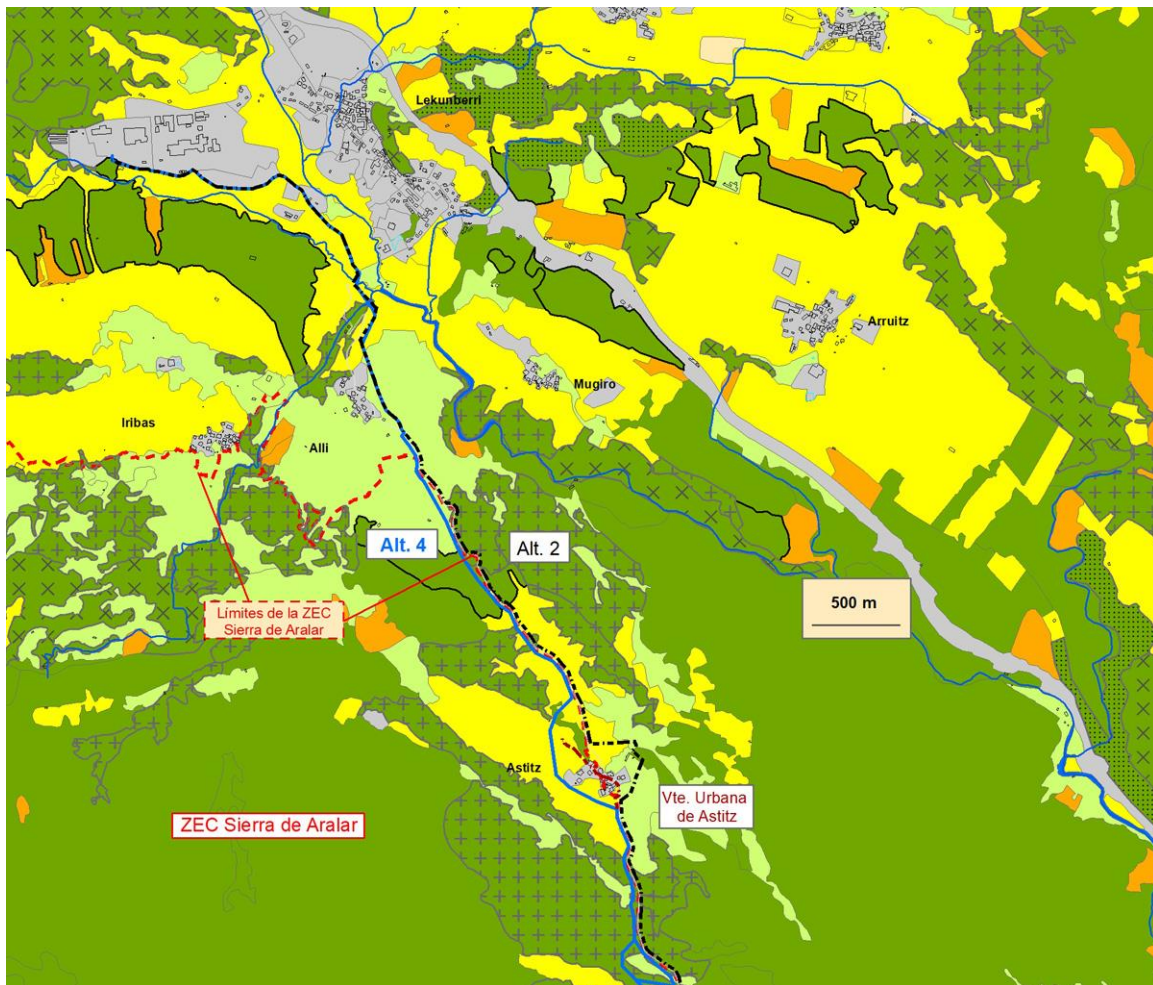 Lekunberri
Arruitz
Mugiro
Iribas
Alli
Alt. 4
Alt. 2
Límites de la ZEC
Sierra de Aralar
500 m
Astitz
Vte. Urbana
de Astitz
ZEC Sierra de Aralar